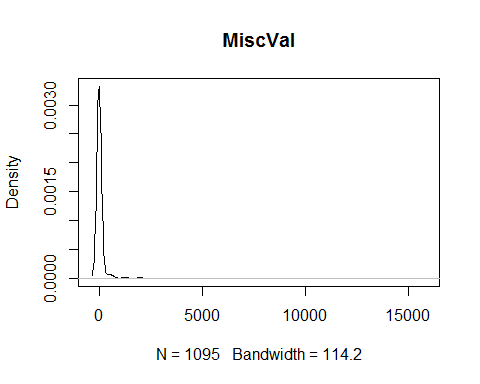 MiscVal
Density
0.0030
0.0015
0.0000
0 5000 10000 15000
N = 1095 Bandwidth = 114.2